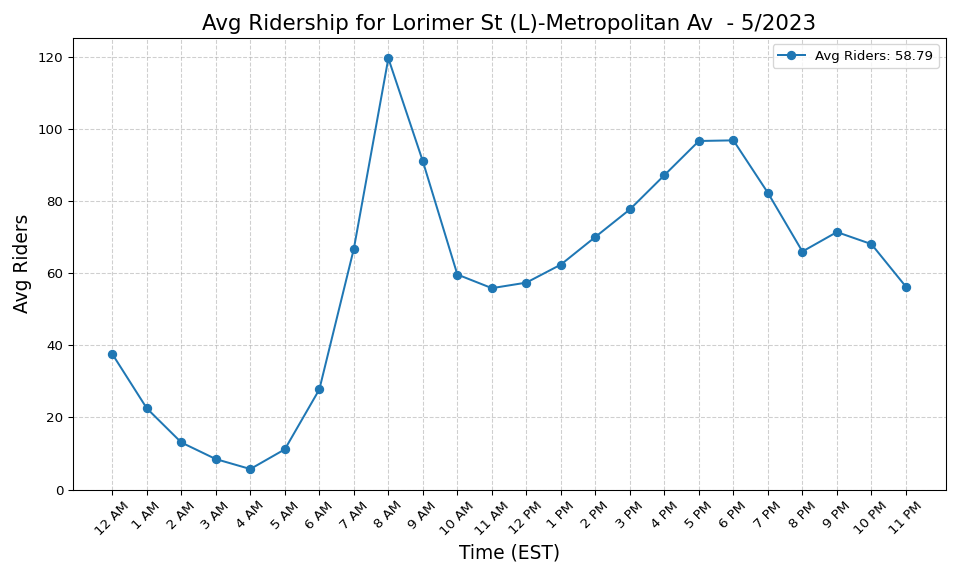 Avg Ridership for Lorimer St (L)-Metropolitan Av  - 5/2023
Avg Riders: 58.79
Avg Riders
120
100
80
60
40
20
0
12 AM
1 AM
2 AM
3 AM
4 AM
5 AM
6 AM
7 AM
8 AM
9 AM
10 AM
11 AM
12 PM
1 PM
2 PM
3 PM
4 PM
5 PM
6 PM
7 PM
8 PM
9 PM
10 PM
11 PM
Time (EST)